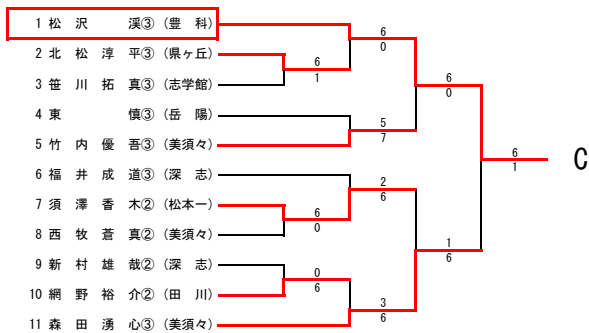 1 松沢　渓③ (豊科)
2 北松淳平③ (県ヶ丘)
3 笹川拓真③ (志学館)
4 東　慎③ (岳陽)
5 竹内優吾③ (美須々)
6 福井成道③ (深志)
7 須澤香木② (松本一)
8 西牧蒼真② (美須々)
9 新村雄哉② (深志)
10 網野裕介② (田川)
11 森田湧心③ (美須々)
6
1
6
0
0
6
6
0
5
7
2
6
3
6
6
0
1
6
6
1
C